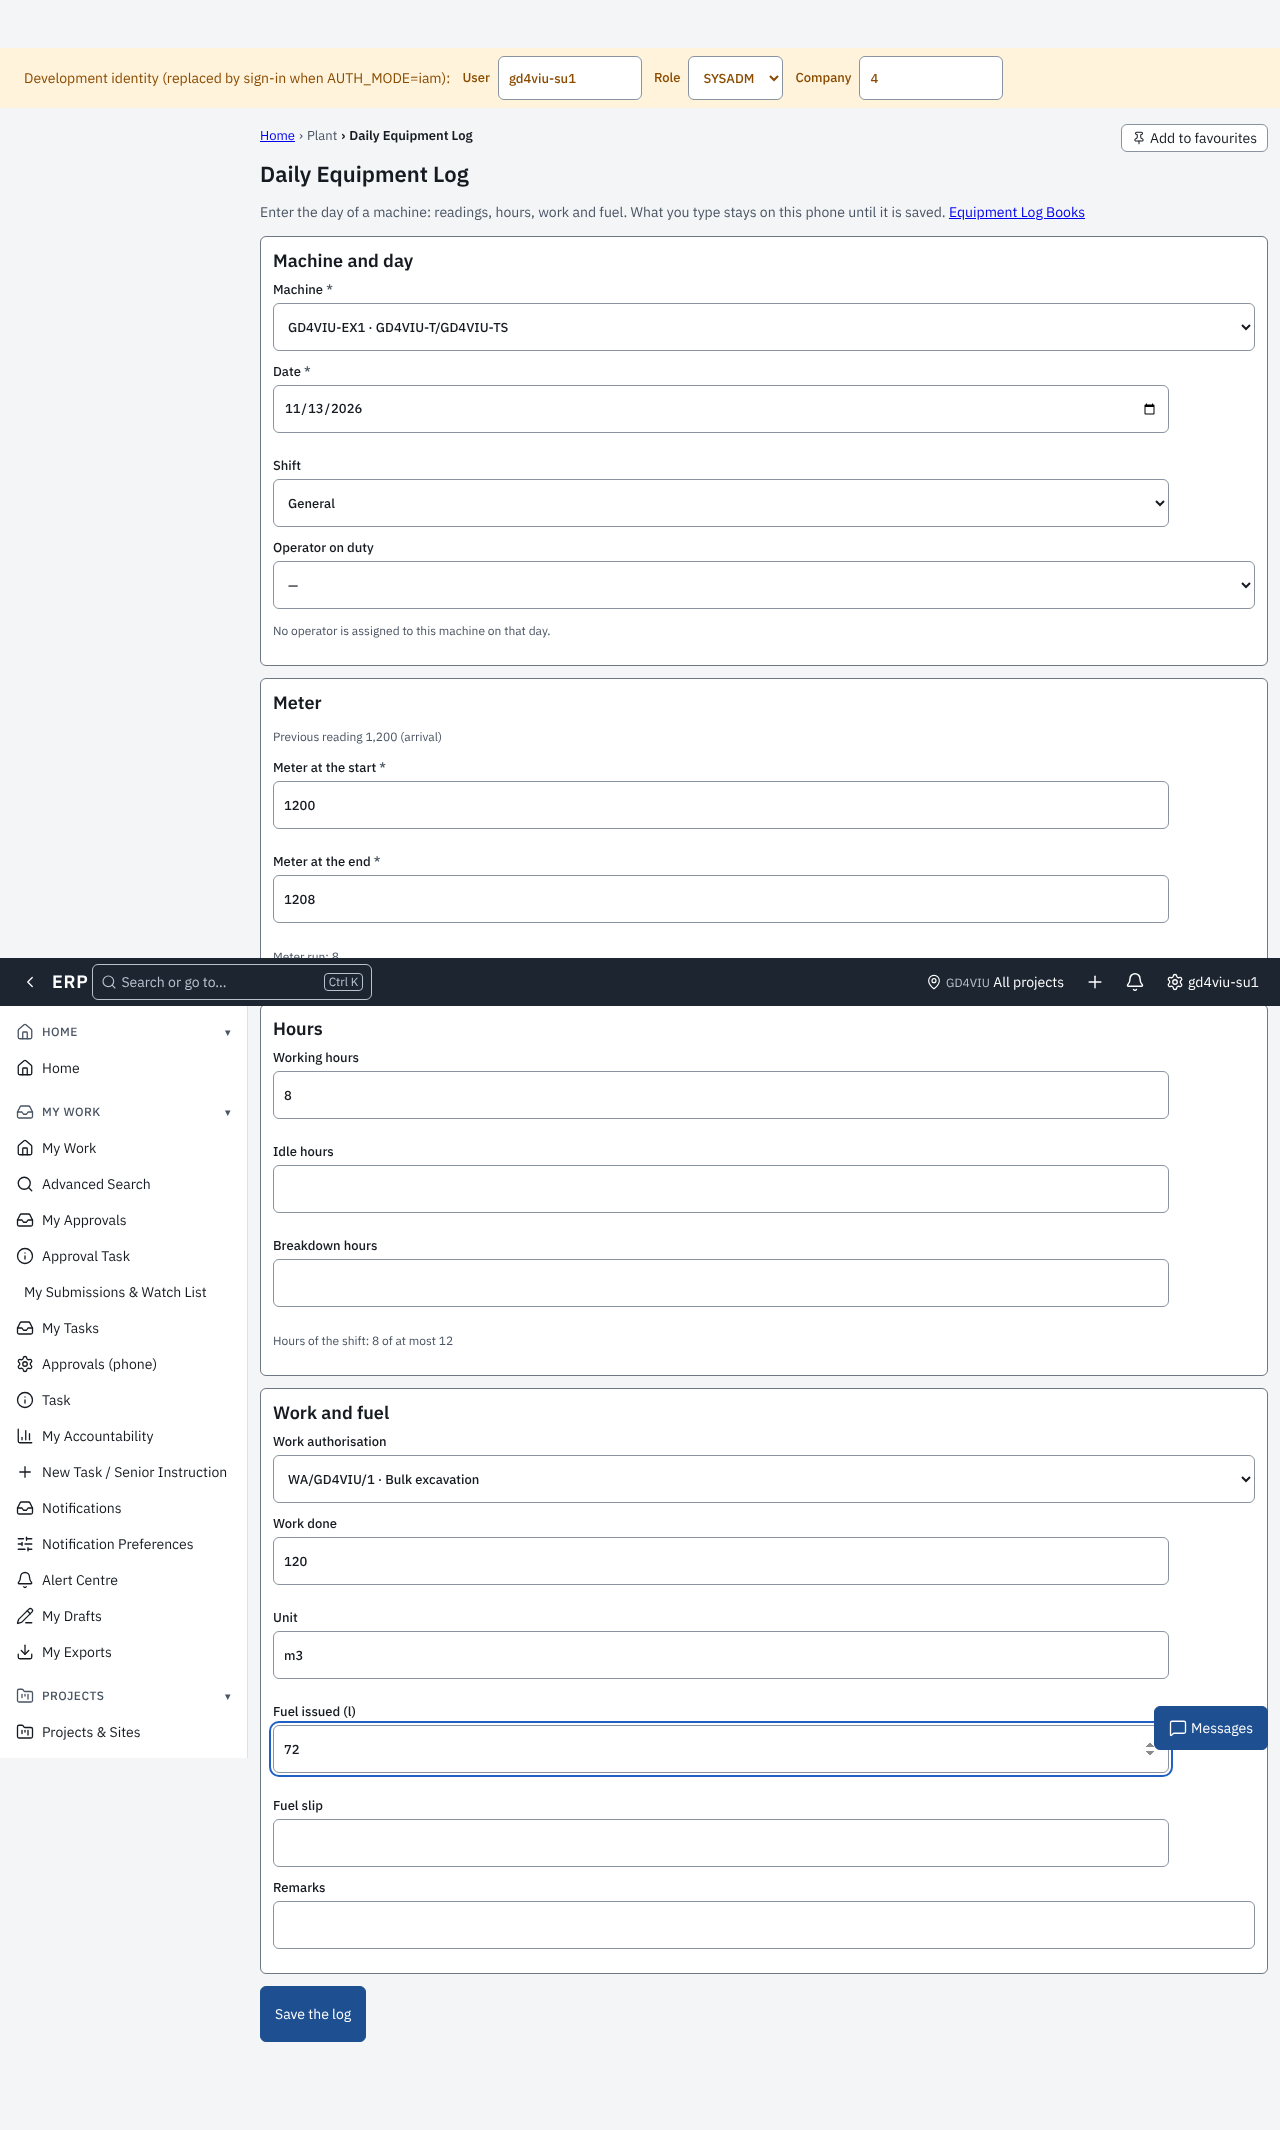 Development identity (replaced by sign-in when AUTH_MODE=iam): User gd4viu-su1 Role SYSADM Company 4
Home › Plant › Daily Equipment Log
Add to favourites
Daily Equipment Log
Enter the day of a machine: readings, hours, work and fuel. What you type stays on this phone until it is saved. Equipment Log Books
Machine and day
Machine *
GD4VIU-EX1 · GD4VIU-T/GD4VIU-TS
Date *
11/13/2026
Shift
General
Operator on duty
—
No operator is assigned to this machine on that day.
Meter
Previous reading 1,200 (arrival)
Meter at the start *
1200
Meter at the end *
1208
Meter run: 8
ERP Search or go to... Ctrl K GD4VIU All projects gd4viu-su1
HOME
Home
MY WORK
My Work
Advanced Search
My Approvals
Approval Task
My Submissions & Watch List
My Tasks
Approvals (phone)
Task
My Accountability
New Task / Senior Instruction
Notifications
Notification Preferences
Alert Centre
My Drafts
My Exports
PROJECTS
Projects & Sites
Hours
Working hours
8
Idle hours
Breakdown hours
Hours of the shift: 8 of at most 12
Work and fuel
Work authorisation
WA/GD4VIU/1 · Bulk excavation
Work done
120
Unit
m3
Fuel issued (l)
72
Messages
Fuel slip
Remarks
Save the log